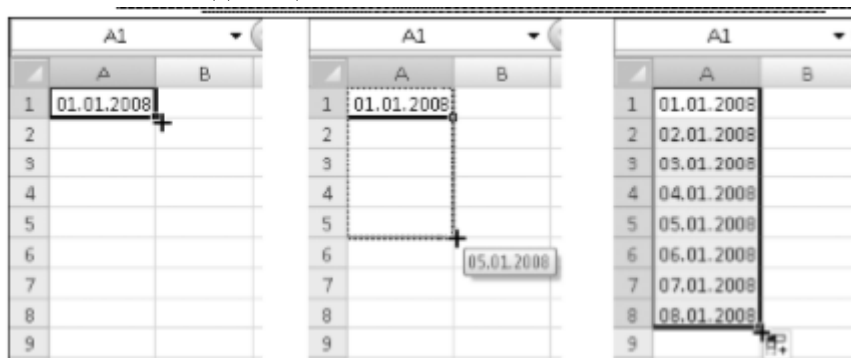 A1 A1 A1
A B A B A B
1 01.01.2008 1 01.01.2008 1 01.01.2008
2 2 2 02.01.2008
3 3 3 03.01.2008
4 4 4 04.01.2008
5 5 5 05.01.2008
6 6 05.01.2008 6 06.01.2008
7 7 7 07.01.2008
8 8 8 08.01.2008
9 9 9